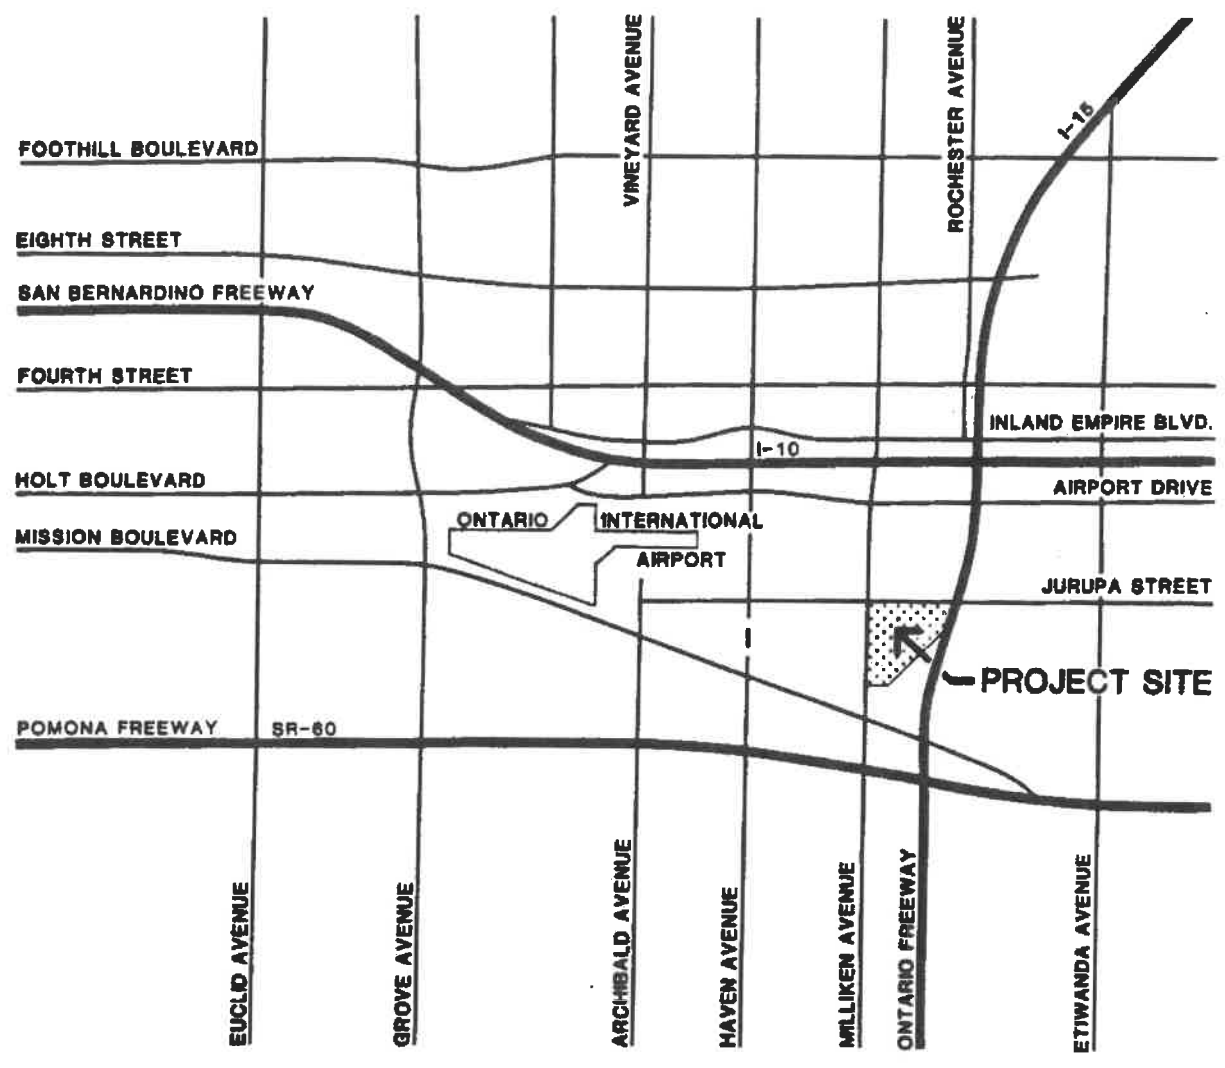 VINEYARD AVENUE
ROCHESTER AVENUE
I-15
FOOTHILL BOULEVARD
EIGHTH STREET
SAN BERNARDINO FREEWAY
FOURTH STREET
INLAND EMPIRE BLVD.
I-10
HOLT BOULEVARD
AIRPORT DRIVE
ONTARIO INTERNATIONAL
AIRPORT
MISSION BOULEVARD
JURUPA STREET
PROJECT SITE
POMONA FREEWAY SR-60
EUCLID AVENUE
GROVE AVENUE
ARCHIBALD AVENUE
HAVEN AVENUE
MILLIKEN AVENUE
ONTARIO FREEWAY
ETIWANDA AVENUE